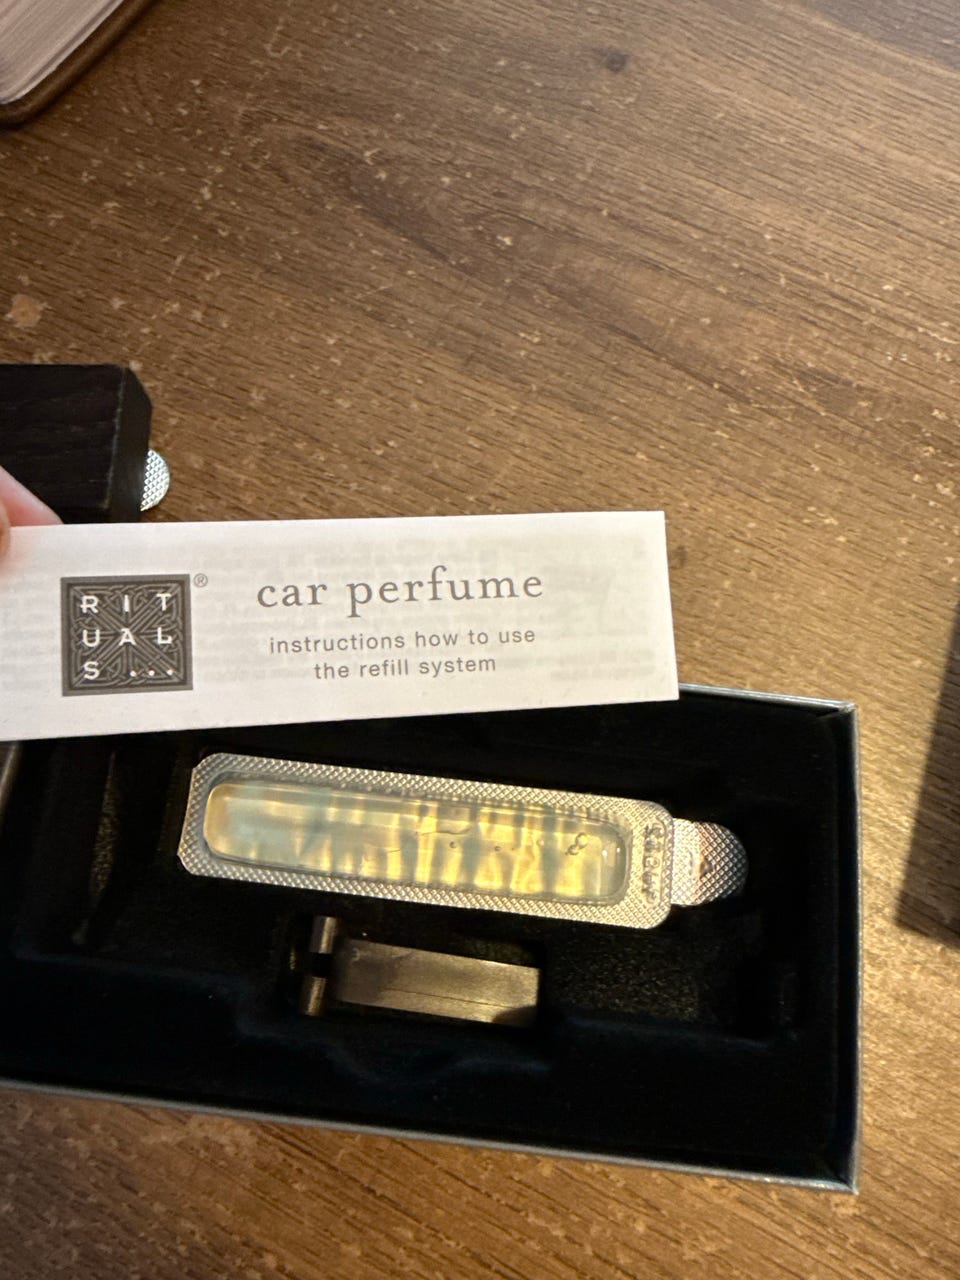 RIT
UAL
S...
®
car perfume
instructions how to use
the refill system